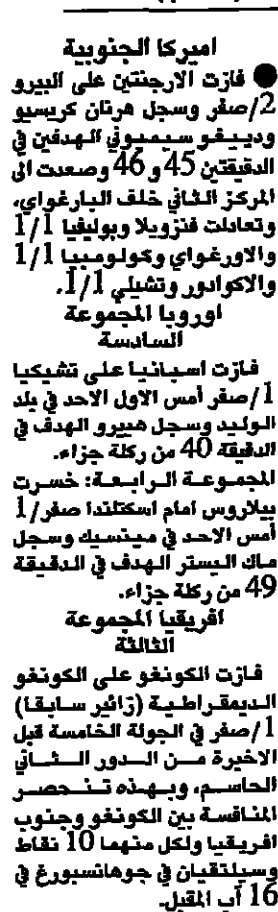 اميركا الجنوبية
● فازت الارجنتين على البيرو
2/صفر وسجل هرنان كريسبو
ودييغو سيميوني الهدفين في
الدقيقتين 45 و 46 وصعدت الى
المركز الثاني خلف البارغواي،
وتعادلت فنزويلا وبوليفيا 1/1
والاورغواي وكولومبيا 1/1
والاكوادور وتشيلي 1/1.
اوروبا المجموعة
السادسة
فازت اسبانيا على تشيكيا
1/صفر أمس الاول الاحد في بلد
الوليد وسجل هييرو الهدف في
الدقيقة 40 من ركلة جزاء.
المجموعة الرابعة: خسرت
بيلاروس امام اسكتلندا صفر/1
أمس الاحد في مينسيك وسجل
ماك اليستر الهدف في الدقيقة
49 من ركلة جزاء.
افريقيا المجموعة
الثالثة
فازت الكونغو على الكونغو
الديمقراطية (زائير سابقا)
1/صفر في الجولة الخامسة قبل
الاخيرة من الدور الثاني
الحاسم، وبهذه تنحصر
المنافسة بين الكونغو وجنوب
افريقيا ولكل منهما 10 نقاط
وسيلتقيان في جوهانسبورغ في
16 آب المقبل.